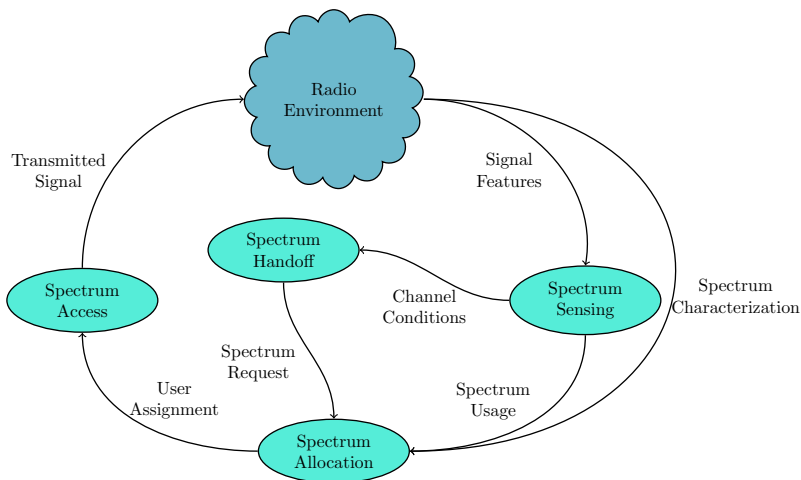 Radio
Environment
Transmitted
Signal
Signal
Features
Spectrum
Handoff
Spectrum
Access
Channel
Conditions
Spectrum
Sensing
Spectrum
Characterization
Spectrum
Request
User
Assignment
Spectrum
Usage
Spectrum
Allocation